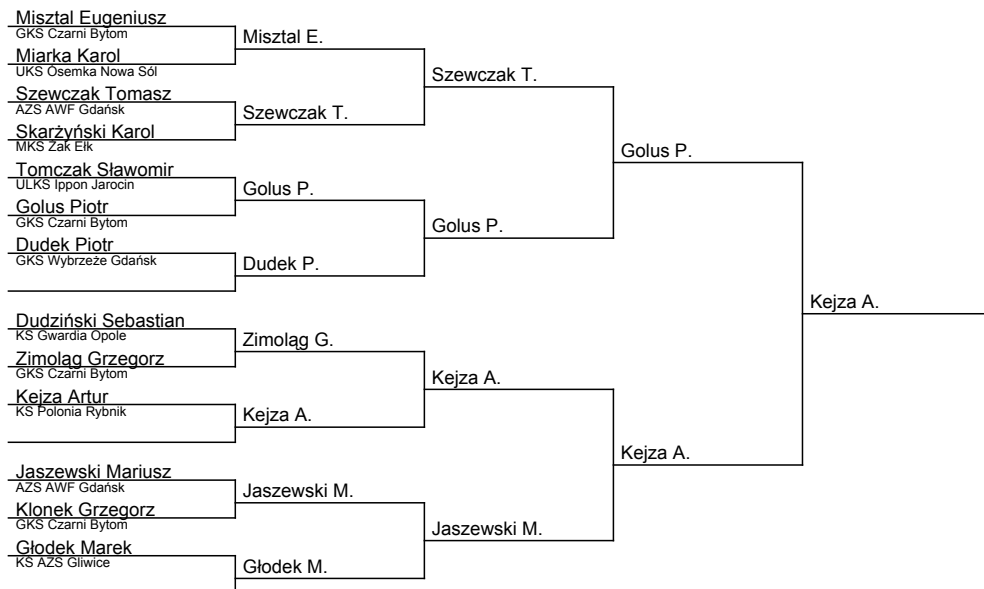 Misztal Eugeniusz
GKS Czarni Bytom
Miarka Karol
UKS Ósemka Nowa Sól
Szewczak Tomasz
AZS AWF Gdańsk
Skarżyński Karol
MKS Żak Ełk
Tomczak Sławomir
ULKS Ippon Jarocin
Golus Piotr
GKS Czarni Bytom
Dudek Piotr
GKS Wybrzeże Gdańsk
Dudziński Sebastian
KS Gwardia Opole
Zimoląg Grzegorz
GKS Czarni Bytom
Kejza Artur
KS Polonia Rybnik
Jaszewski Mariusz
AZS AWF Gdańsk
Klonek Grzegorz
GKS Czarni Bytom
Głodek Marek
KS AZS Gliwice
Misztal E.
Szewczak T.
Golus P.
Dudek P.
Zimoląg G.
Kejza A.
Jaszewski M.
Głodek M.
Szewczak T.
Golus P.
Kejza A.
Jaszewski M.
Golus P.
Kejza A.
Kejza A.